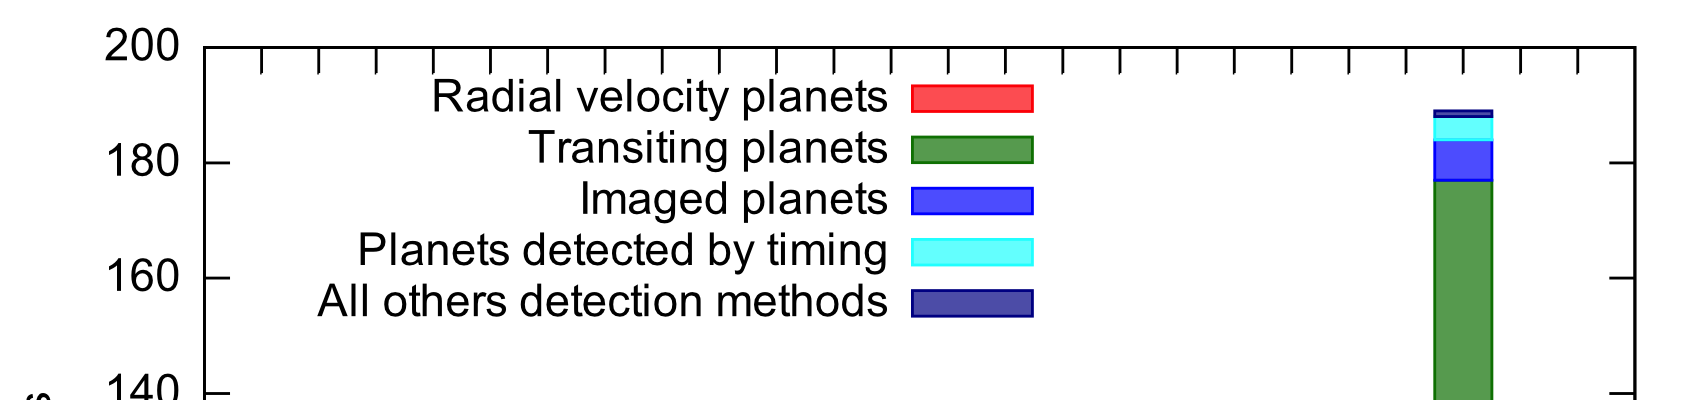 200
Radial velocity planets
Transiting planets
180
Imaged planets
Planets detected by timing
160
All others detection methods
140